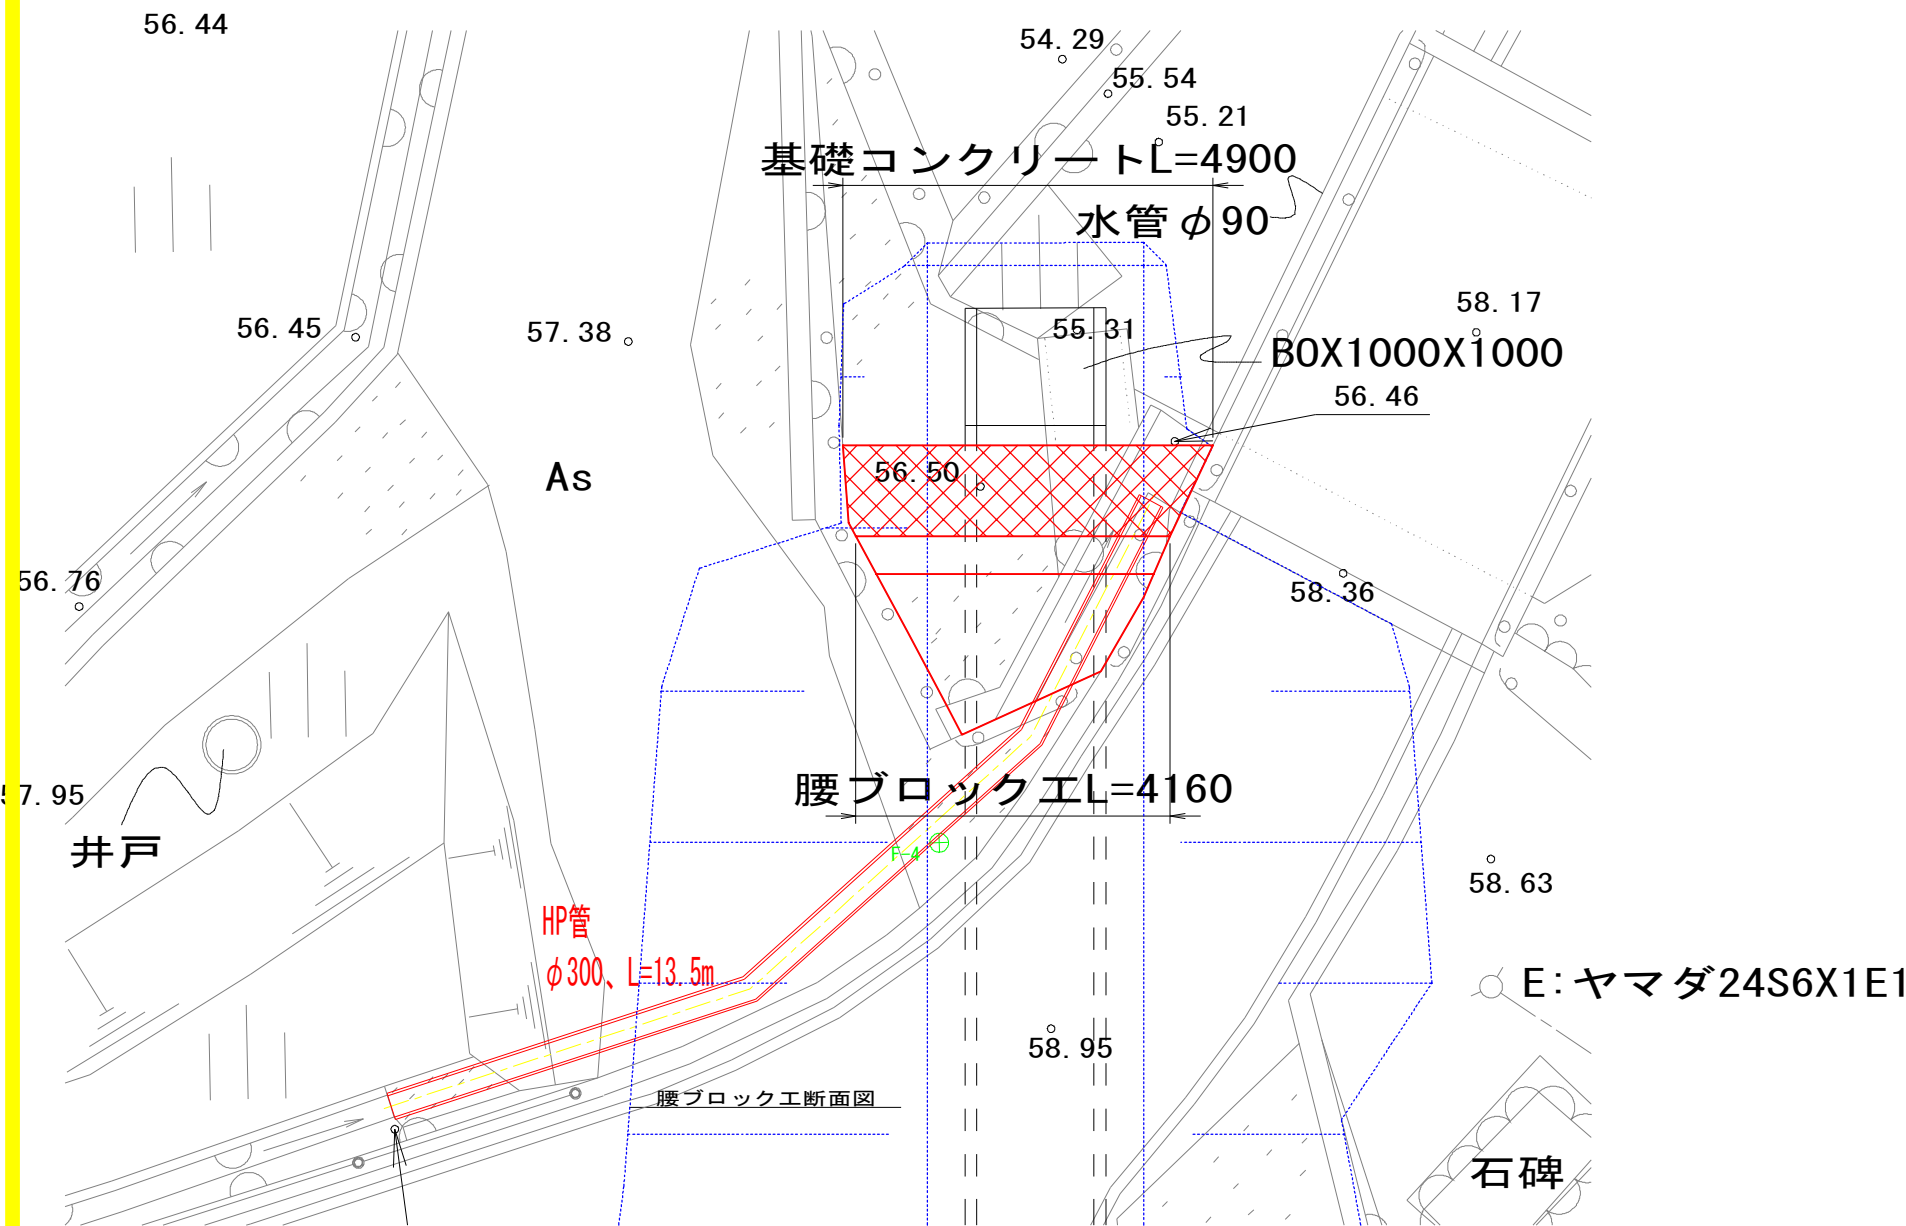 56.44
54.29
55.54
55.21
基礎コンクリートL=4900
水管φ90
58.17
56.45
57.38
55.31
BOX1000X1000
56.46
56.50
As
56.76
58.36
57.95
腰ブロック工L=4160
井戸
F-4
58.63
HP管
φ300、L=13.5m
E:ヤマダ24S6X1E1
58.95
腰ブロック工断面図
石碑